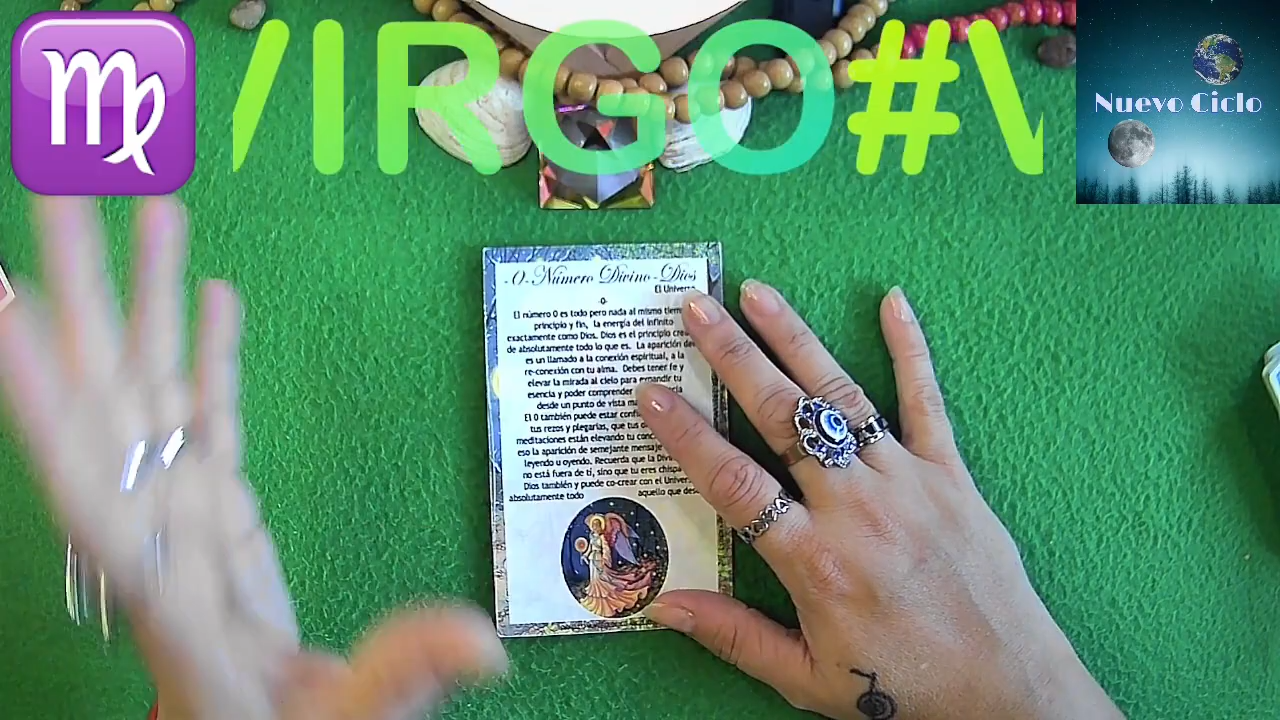 VIRGO#V
Nuevo Ciclo
-0-Número Divino-Dios
El Universo
-0-
El número 0 es todo pero nada al mismo tiem
principio y fin, la energía del infinito
exactamente como Dios. Dios es el principio crea
de absolutamente todo lo que es. La aparición de
es un llamado a la conexión espiritual, a la
re-conexión con tu alma. Debes tener fe y
elevar la mirada al cielo para expandir tu
esencia y poder comprender
desde un punto de vista
El 0 también puede estar
tus rezos y plegarias, que tus
meditaciones están elevando tu
eso la aparición de semejante mensaje
leyendo u oyendo. Recuerda que la
no está fuera de tí, sino que tu eres chispa
Dios también y puede co-crear con el Univers
absolutamente todo aquello que